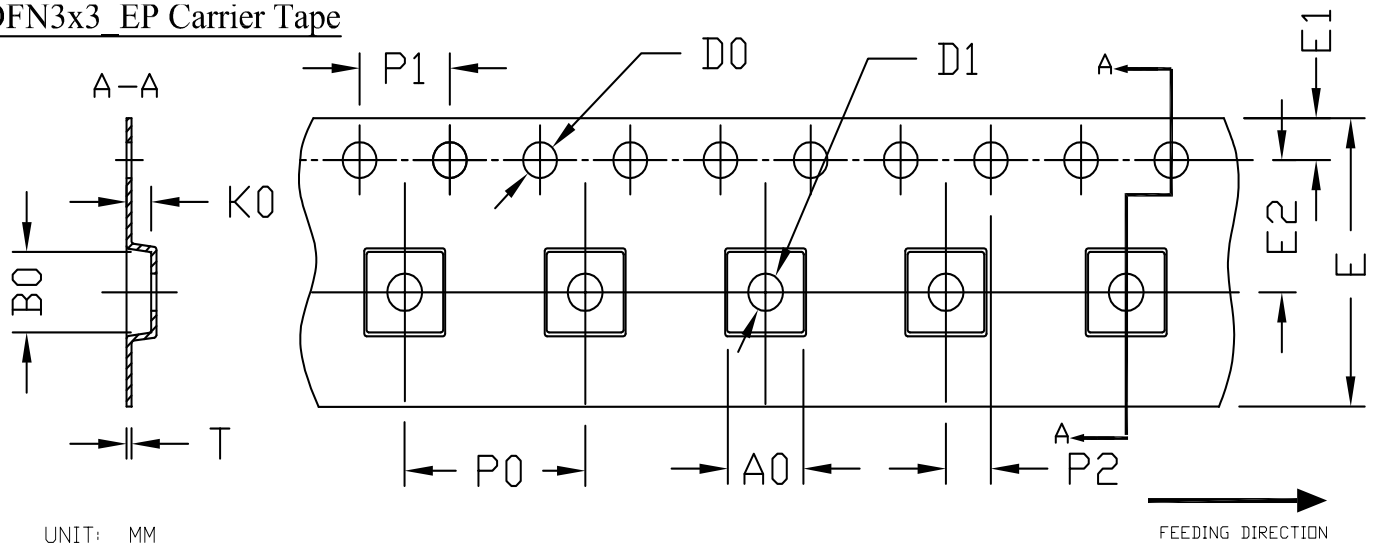 DFN3x3_EP Carrier Tape
A-A
P1
D0
D1
A
E1
K0
B0
E2
E
T
P0
A0
A
P2
UNIT: MM
FEEDING DIRECTION